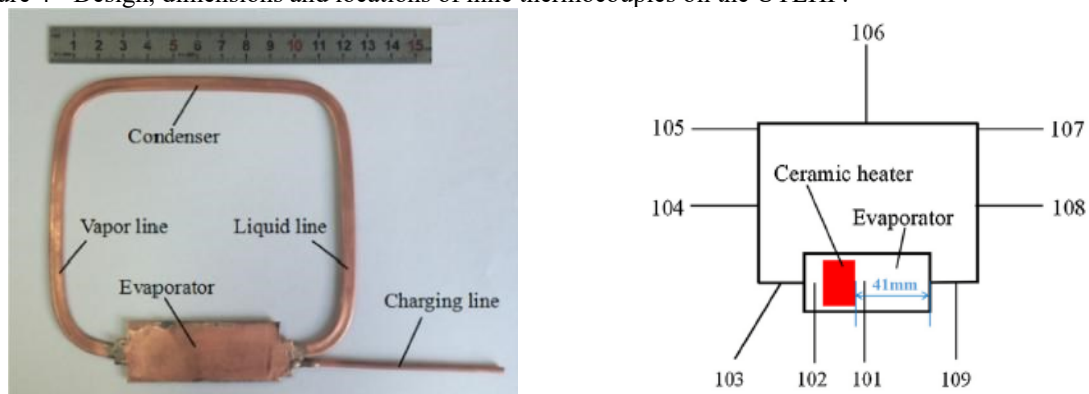 Design, dimensions and locations of nine thermocouples on the UTLHP.
1 2 3 4 5 6 7 8 9 10 11 12 13 14 15
Condenser
Vapor line
Liquid line
Evaporator
Charging line
106
105
107
Ceramic heater
104
108
Evaporator
41mm
103 102 101 109